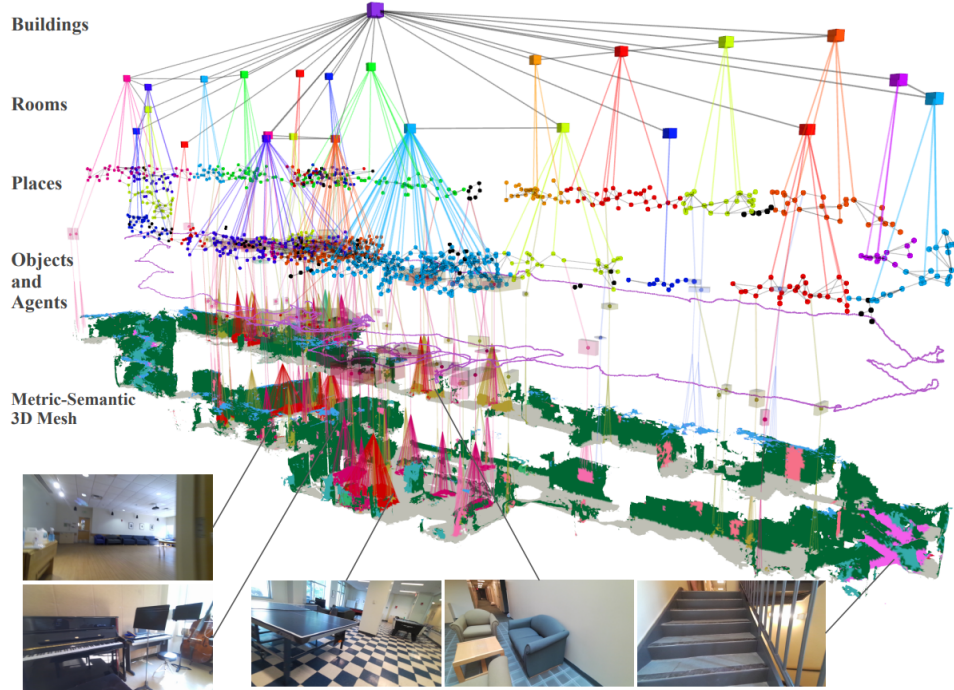 Buildings
Rooms
Places
Objects
and
Agents
Metric-Semantic
3D Mesh